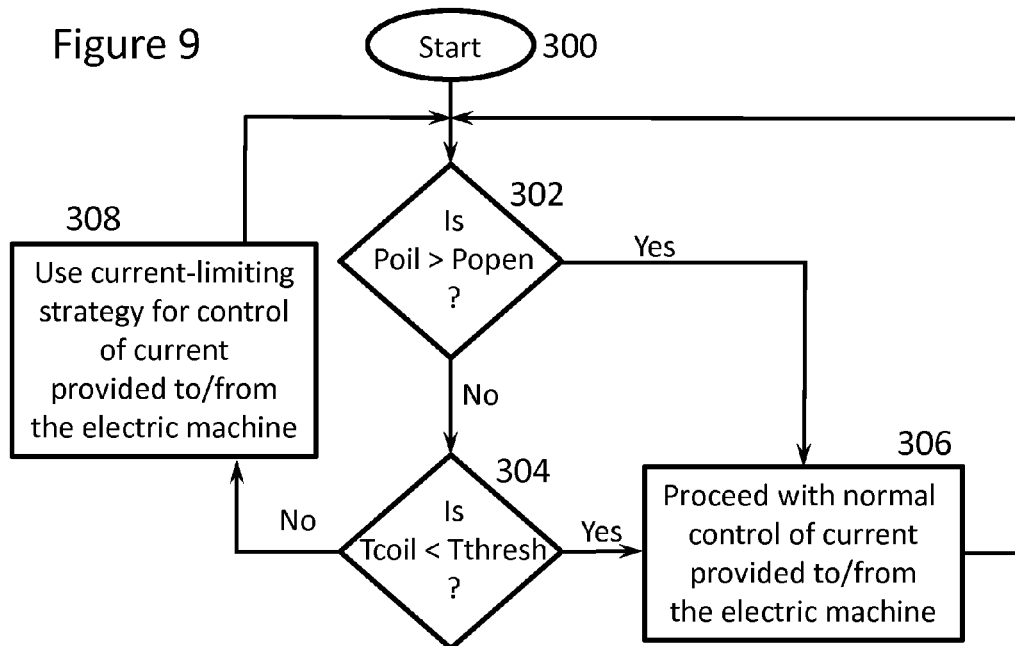 Figure 9
Start
300
302
Is
Poil > Popen
?
Yes
No
308
Use current-limiting
strategy for control
of current
provided to/from
the electric machine
304
Is
Tcoil < Tthresh
?
No
Yes
306
Proceed with normal
control of current
provided to/from
the electric machine